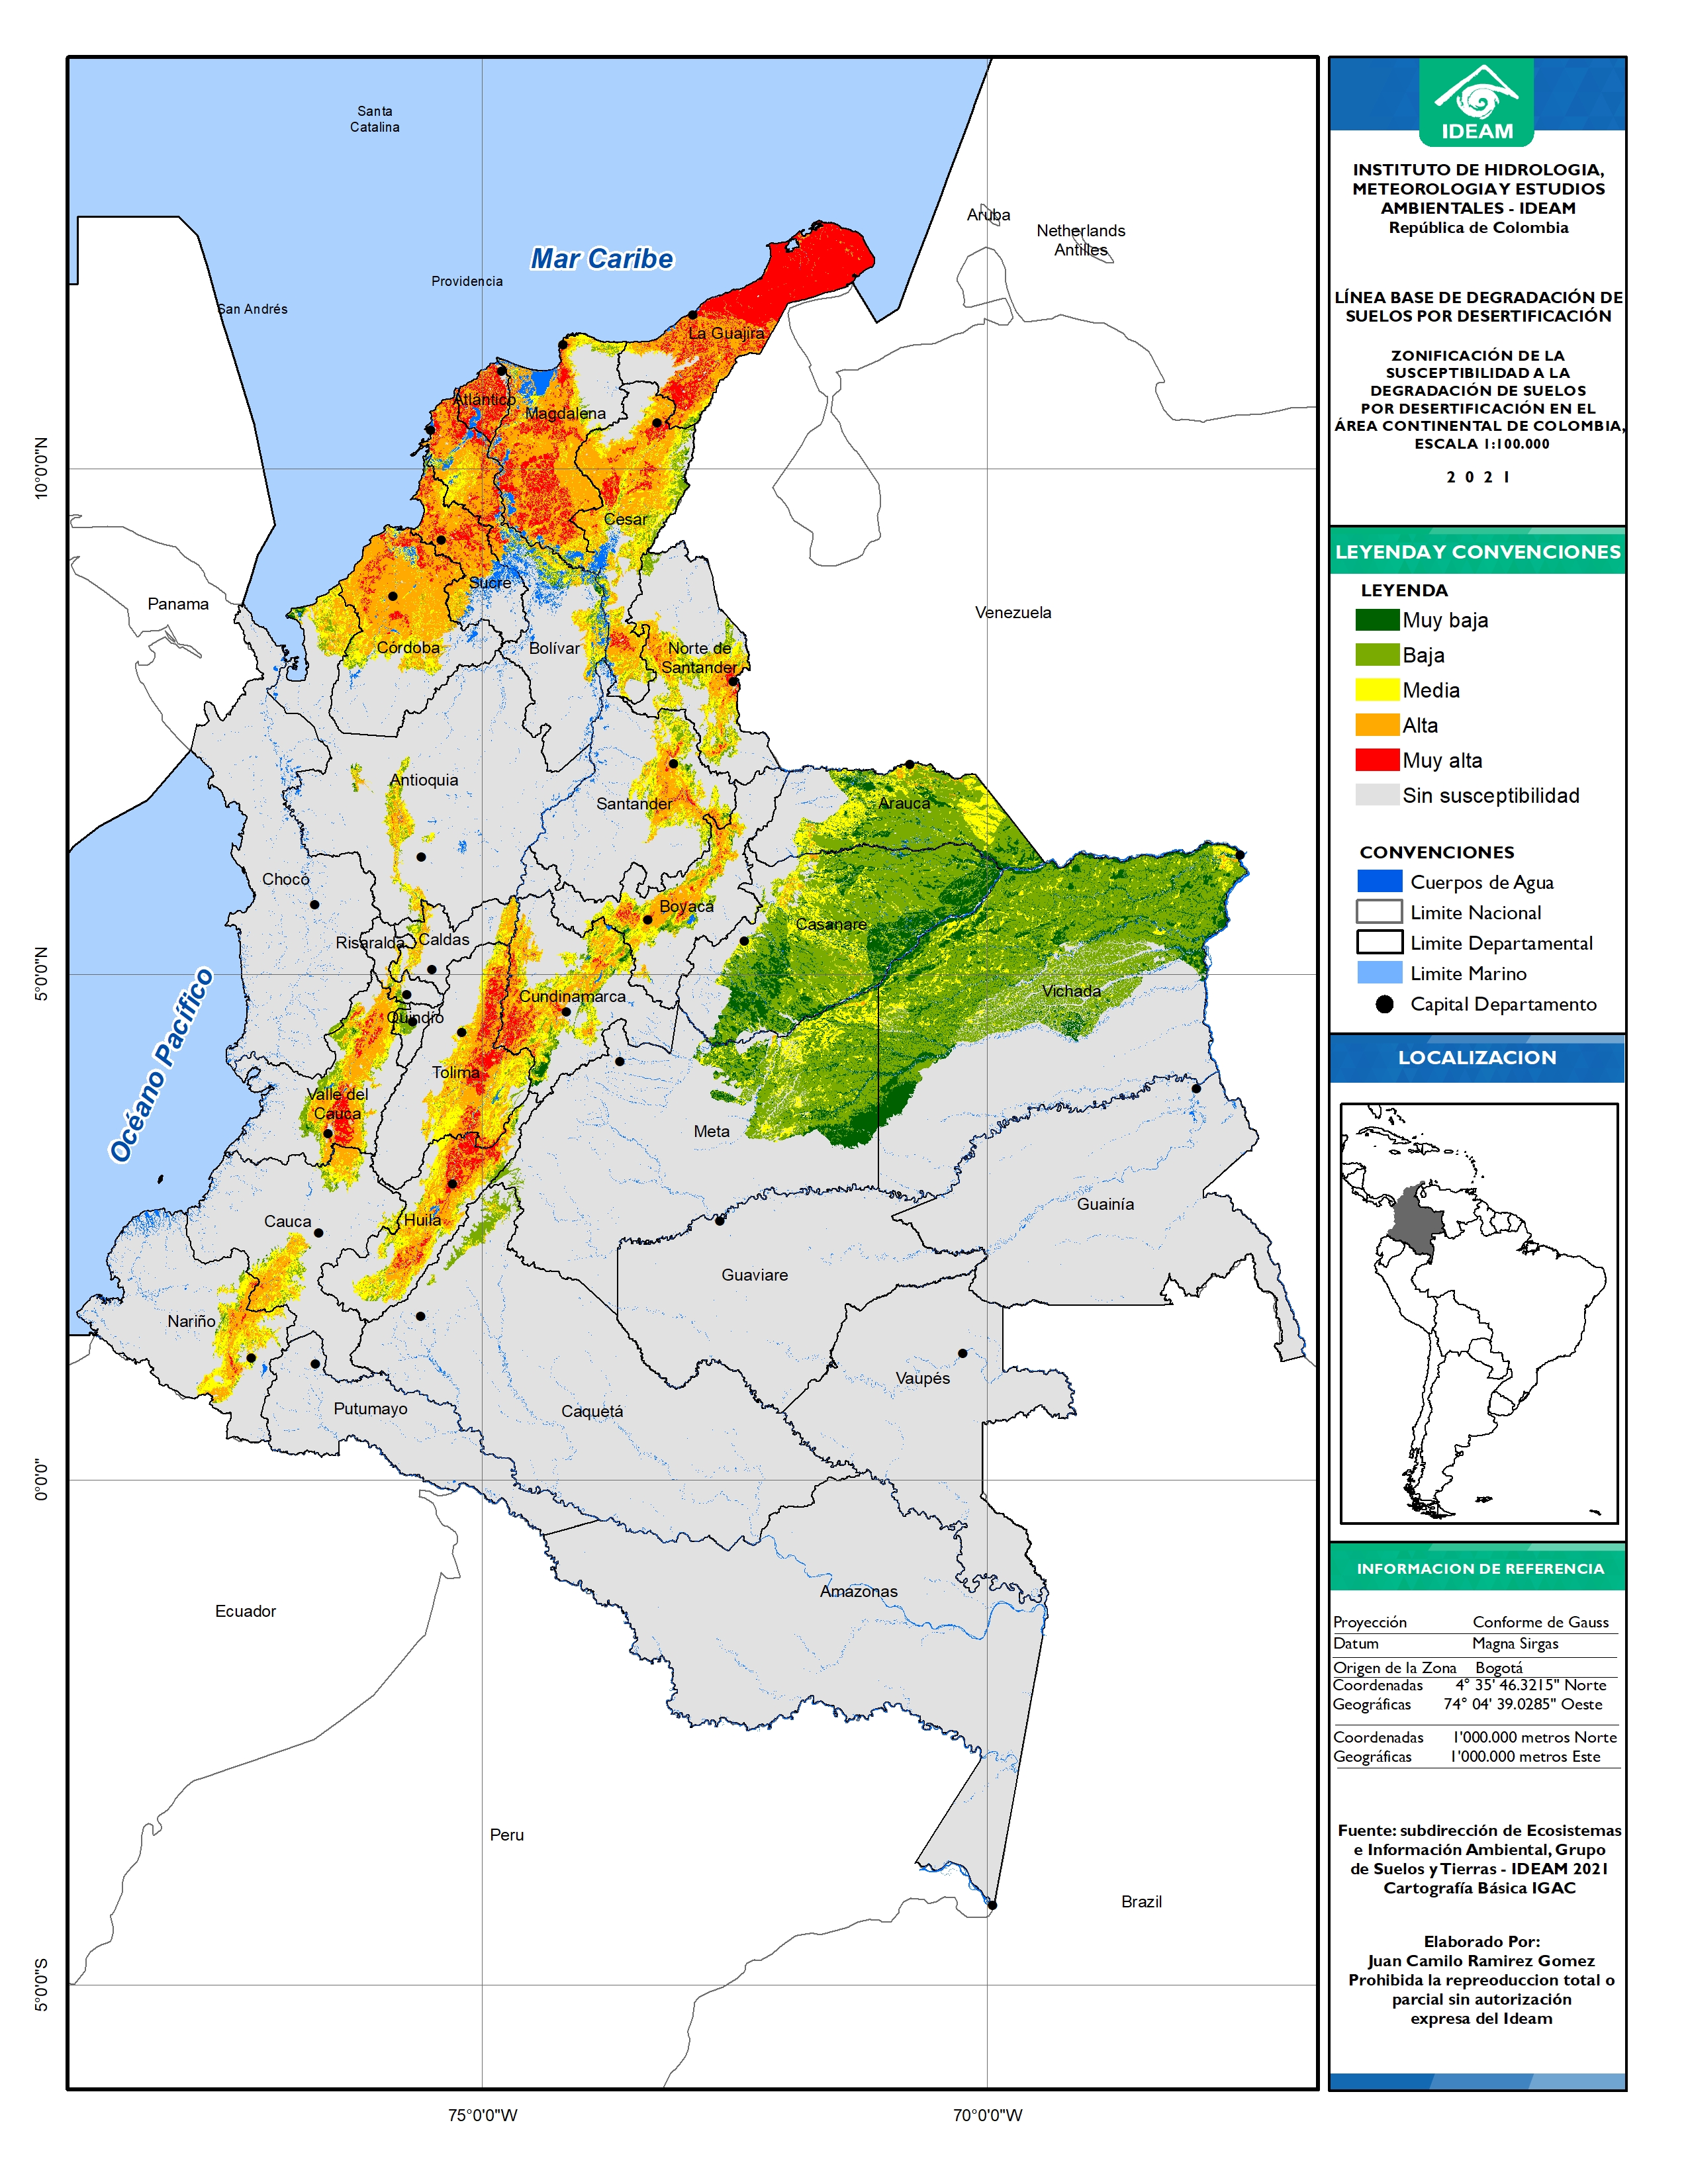 Santa
Catalina
Mar Caribe
Providencia
San Andrés
Aruba
Netherlands
Antilles
La Guajira
Atlántico
Magdalena
Cesar
Sucre
Panama
Venezuela
Córdoba
Bolívar
Norte de
Santander
Antioquia
Santander
Arauca
Choco
Boyacá
Casanare
Risaralda
Caldas
Cundinamarca
Vichada
Quindío
Océano Pacífico
Tolima
Valle del
Cauca
Meta
Guainía
Cauca
Huila
Guaviare
Nariño
Vaupés
Putumayo
Caquetá
Amazonas
Ecuador
Peru
Brazil
10°0'0"N
5°0'0"N
0°0'0"
5°0'0"S
75°0'0"W
70°0'0"W
IDEAM
INSTITUTO DE HIDROLOGIA,
METEOROLOGIA Y ESTUDIOS
AMBIENTALES - IDEAM
República de Colombia
LÍNEA BASE DE DEGRADACIÓN DE
SUELOS POR DESERTIFICACIÓN
ZONIFICACIÓN DE LA
SUSCEPTIBILIDAD A LA
DEGRADACIÓN DE SUELOS
POR DESERTIFICACIÓN EN EL
ÁREA CONTINENTAL DE COLOMBIA,
ESCALA 1:100.000
2 0 2 1
LEYENDA Y CONVENCIONES
LEYENDA
Muy baja
Baja
Media
Alta
Muy alta
Sin susceptibilidad
CONVENCIONES
Cuerpos de Agua
Limite Nacional
Limite Departamental
Limite Marino
Capital Departamento
LOCALIZACION
INFORMACION DE REFERENCIA
Proyección Conforme de Gauss
Datum Magna Sirgas
Origen de la Zona Bogotá
Coordenadas 4° 35' 46.3215" Norte
Geográficas 74° 04' 39.0285" Oeste
Coordenadas 1'000.000 metros Norte
Geográficas 1'000.000 metros Este
Fuente: subdirección de Ecosistemas
e Información Ambiental, Grupo
de Suelos y Tierras - IDEAM 2021
Cartografía Básica IGAC
Elaborado Por:
Juan Camilo Ramirez Gomez
Prohibida la repreoduccion total o
parcial sin autorización
expresa del Ideam